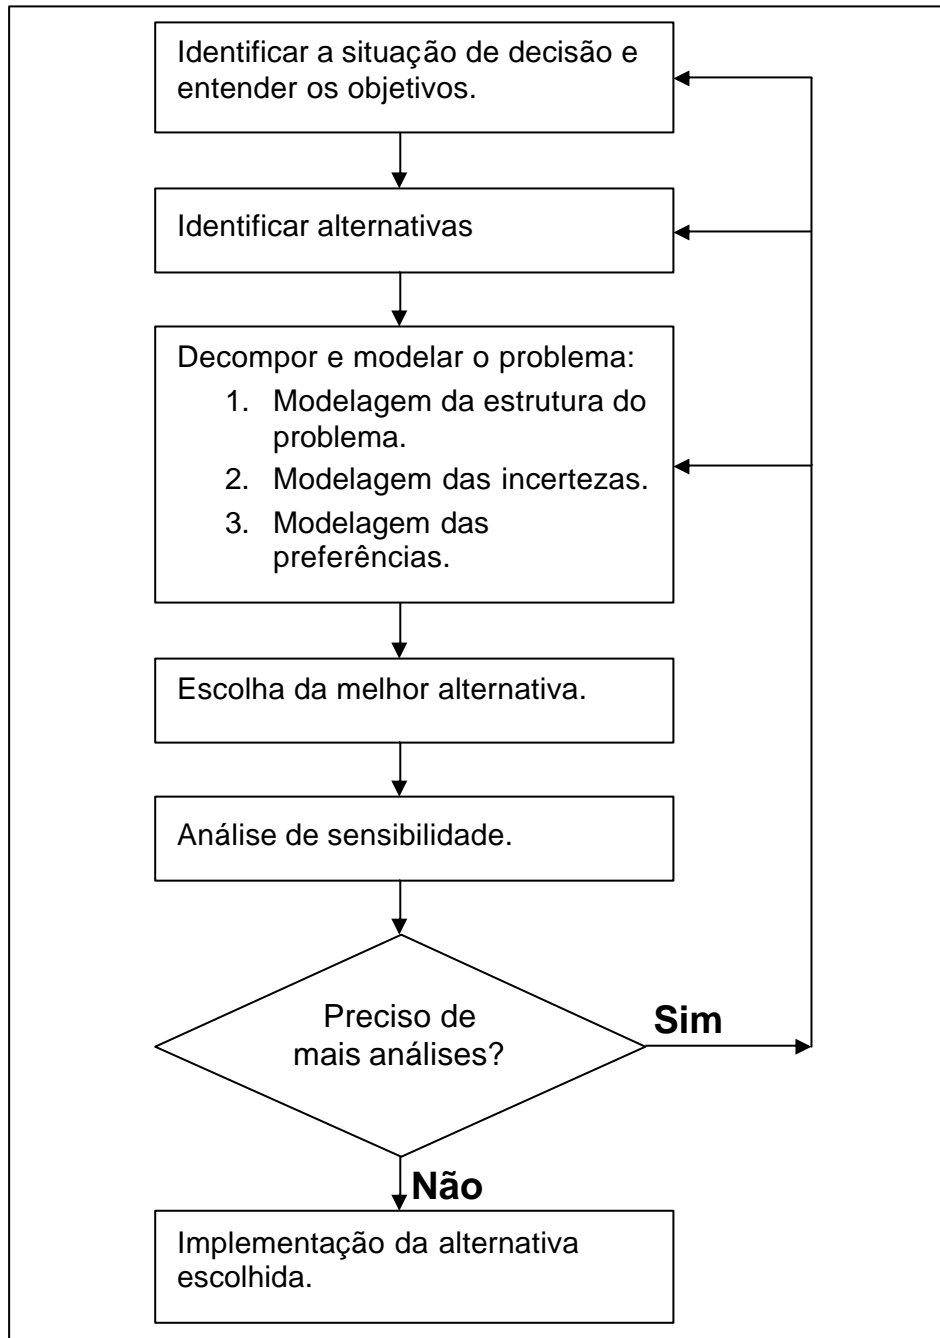 Identificar a situação de decisão e
entender os objetivos.
Identificar alternativas
Decompor e modelar o problema:
1. Modelagem da estrutura do
problema.
2. Modelagem das incertezas.
3. Modelagem das
preferências.
Escolha da melhor alternativa.
Análise de sensibilidade.
Preciso de
mais análises?
Sim
Não
Implementação da alternativa
escolhida.